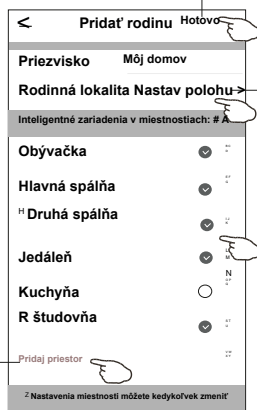 < Pridať rodinu Hotovo
Priezvisko Môj domov
Rodinná lokalita Nastav polohu >
Inteligentné zariadenia v miestnostiach: # A
Obývačka
Hlavná spálňa
H Druhá spálňa
Jedáleň
M
N
Kuchyňa
R študovňa
Pridaj priestor
Z Nastavenia miestnosti môžete kedykoľvek zmeniť